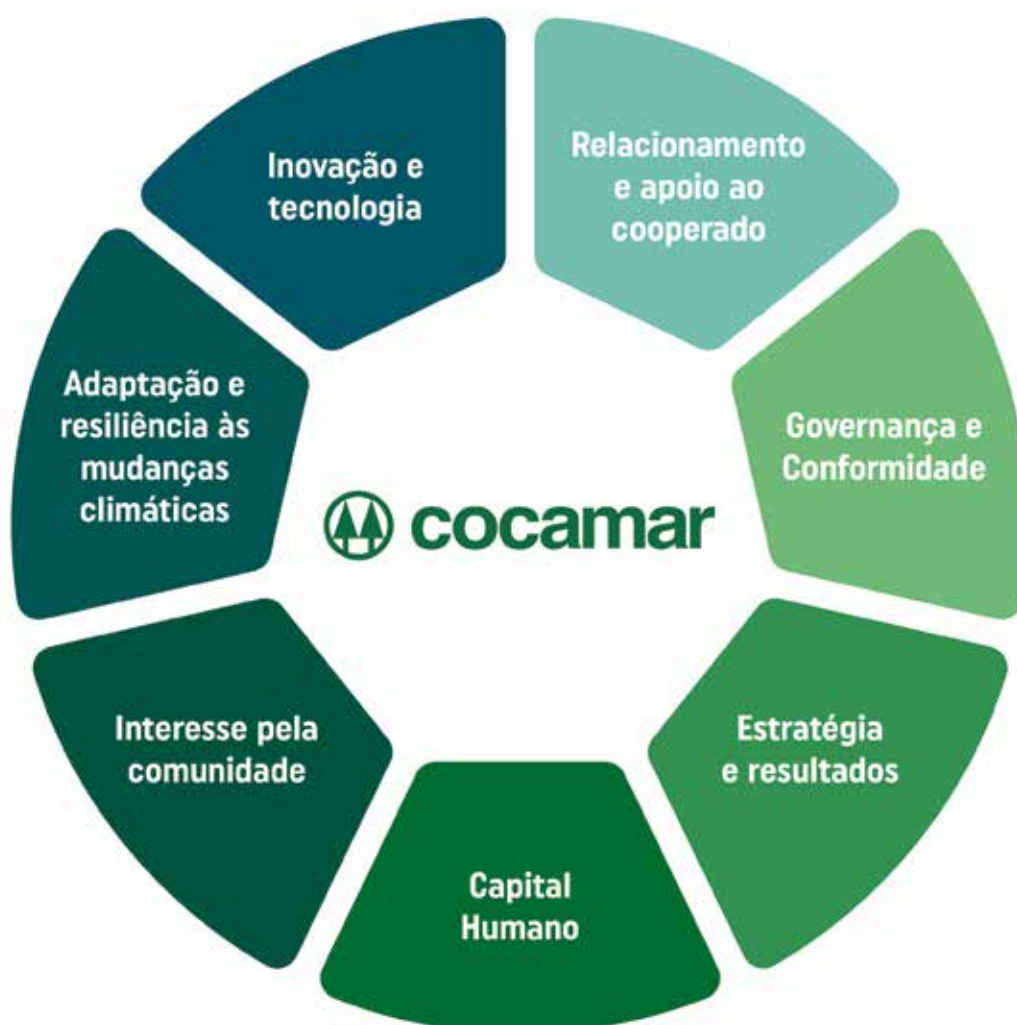 Relacionamento
e apoio ao
cooperado
Governança e
Conformidade
Estratégia
e resultados
Capital
Humano
Interesse pela
comunidade
Adaptação e
resiliência às
mudanças
climáticas
Inovação e
tecnologia
cocamar